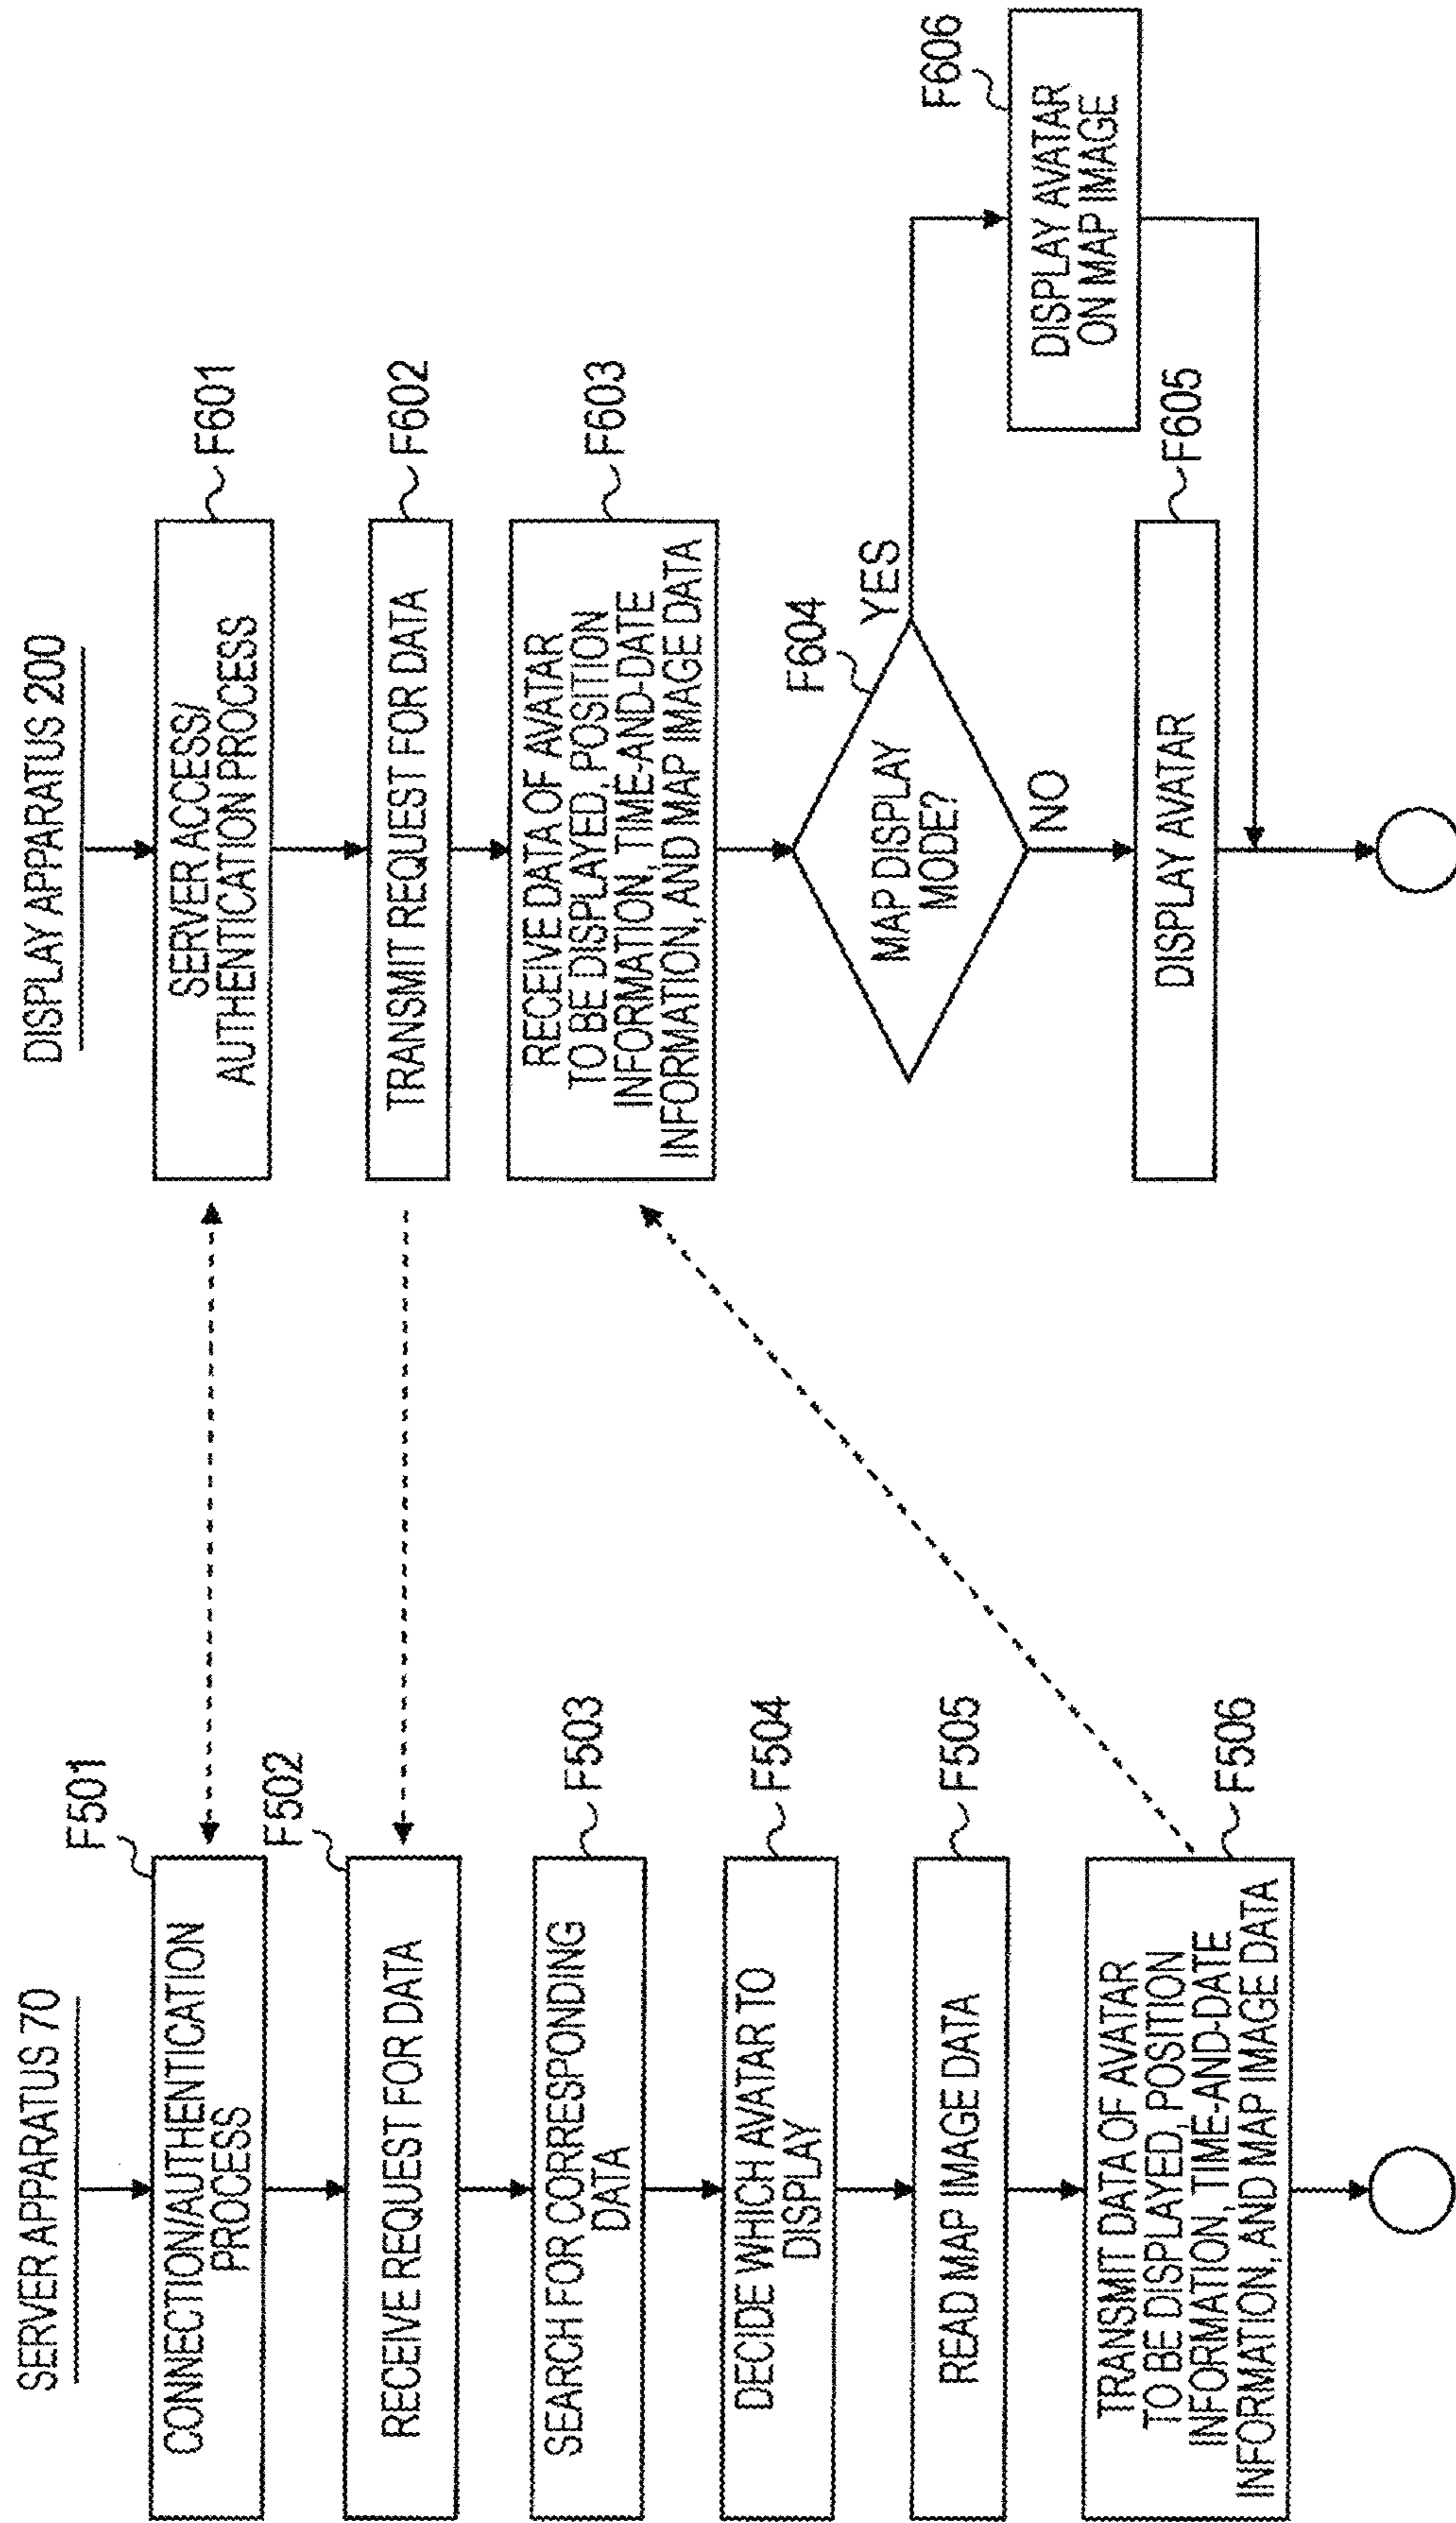 SERVER APPARATUS 70
F501
CONNECTION/AUTHENTICATION
PROCESS
F502
RECEIVE REQUEST FOR DATA
F503
SEARCH FOR CORRESPONDING
DATA
F504
DECIDE WHICH AVATAR TO
DISPLAY
F505
READ MAP IMAGE DATA
F506
TRANSMIT DATA OF AVATAR
TO BE DISPLAYED, POSITION
INFORMATION, TIME-AND-DATE
INFORMATION, AND MAP IMAGE DATA
DISPLAY APPARATUS 200
F601
SERVER ACCESS/
AUTHENTICATION PROCESS
F602
TRANSMIT REQUEST FOR DATA
F603
RECEIVE DATA OF AVATAR
TO BE DISPLAYED, POSITION
INFORMATION, TIME-AND-DATE
INFORMATION, AND MAP IMAGE DATA
F604
MAP DISPLAY
MODE?
YES
NO
F605
DISPLAY AVATAR
F606
DISPLAY AVATAR
ON MAP IMAGE